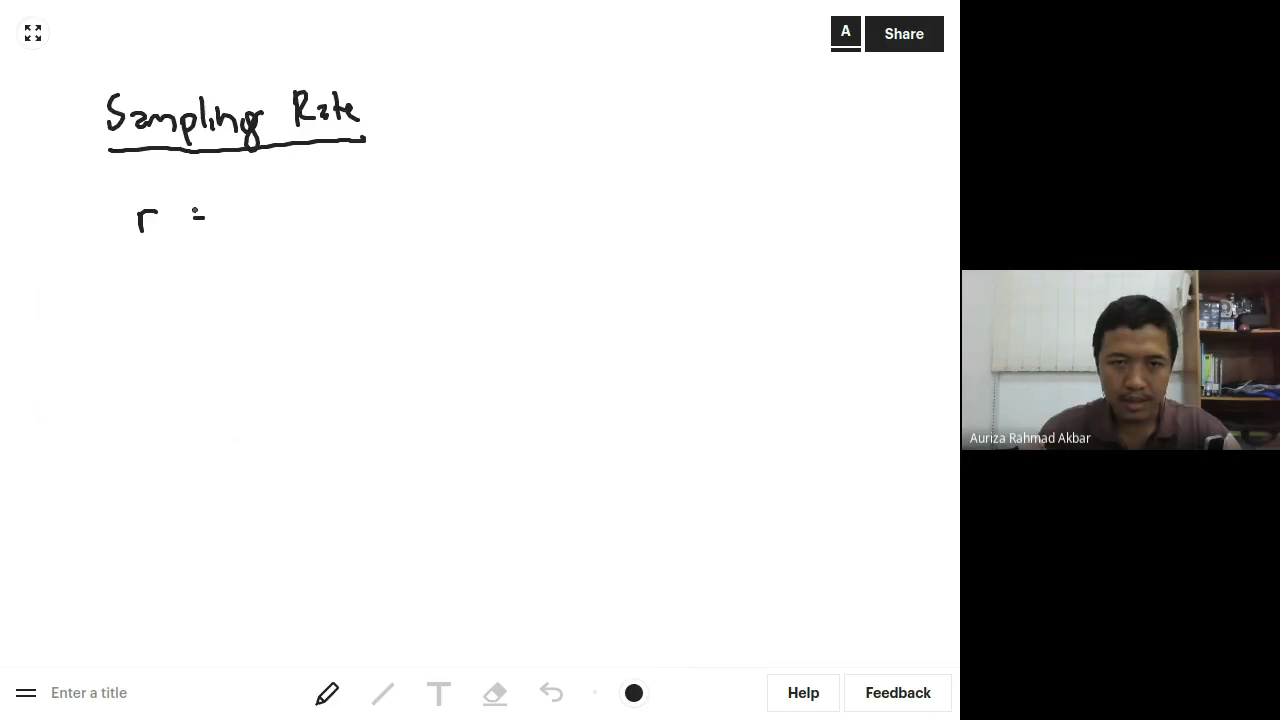 A
Share
Sampling Rate
r =
Auriza Rahmad Akbar
Enter a title
T
Help
Feedback